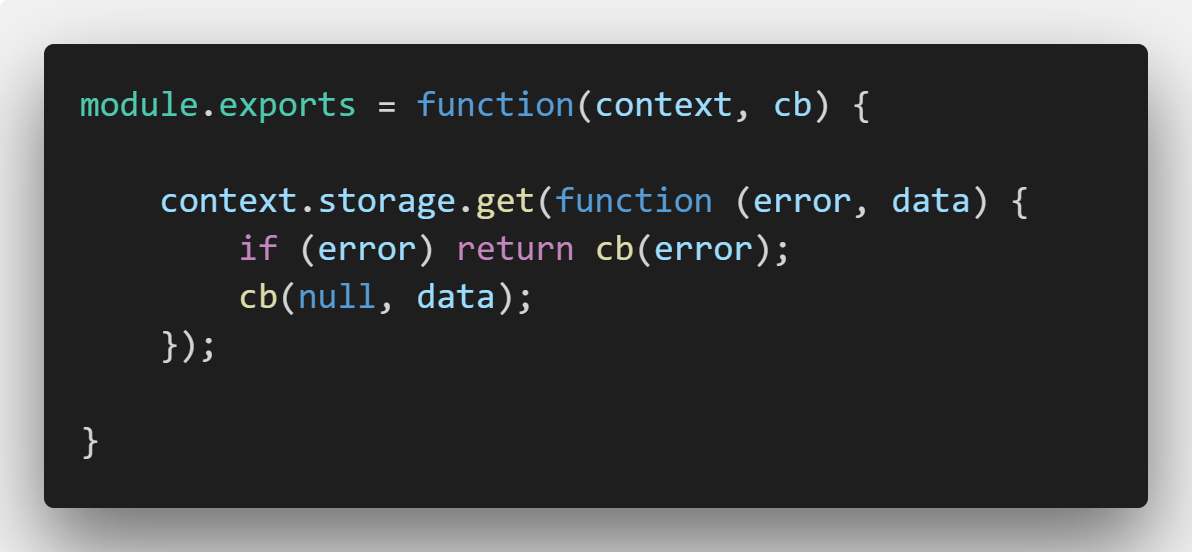 module.exports = function(context, cb) {
    context.storage.get(function (error, data) {
        if (error) return cb(error);
        cb(null, data);
    });
}